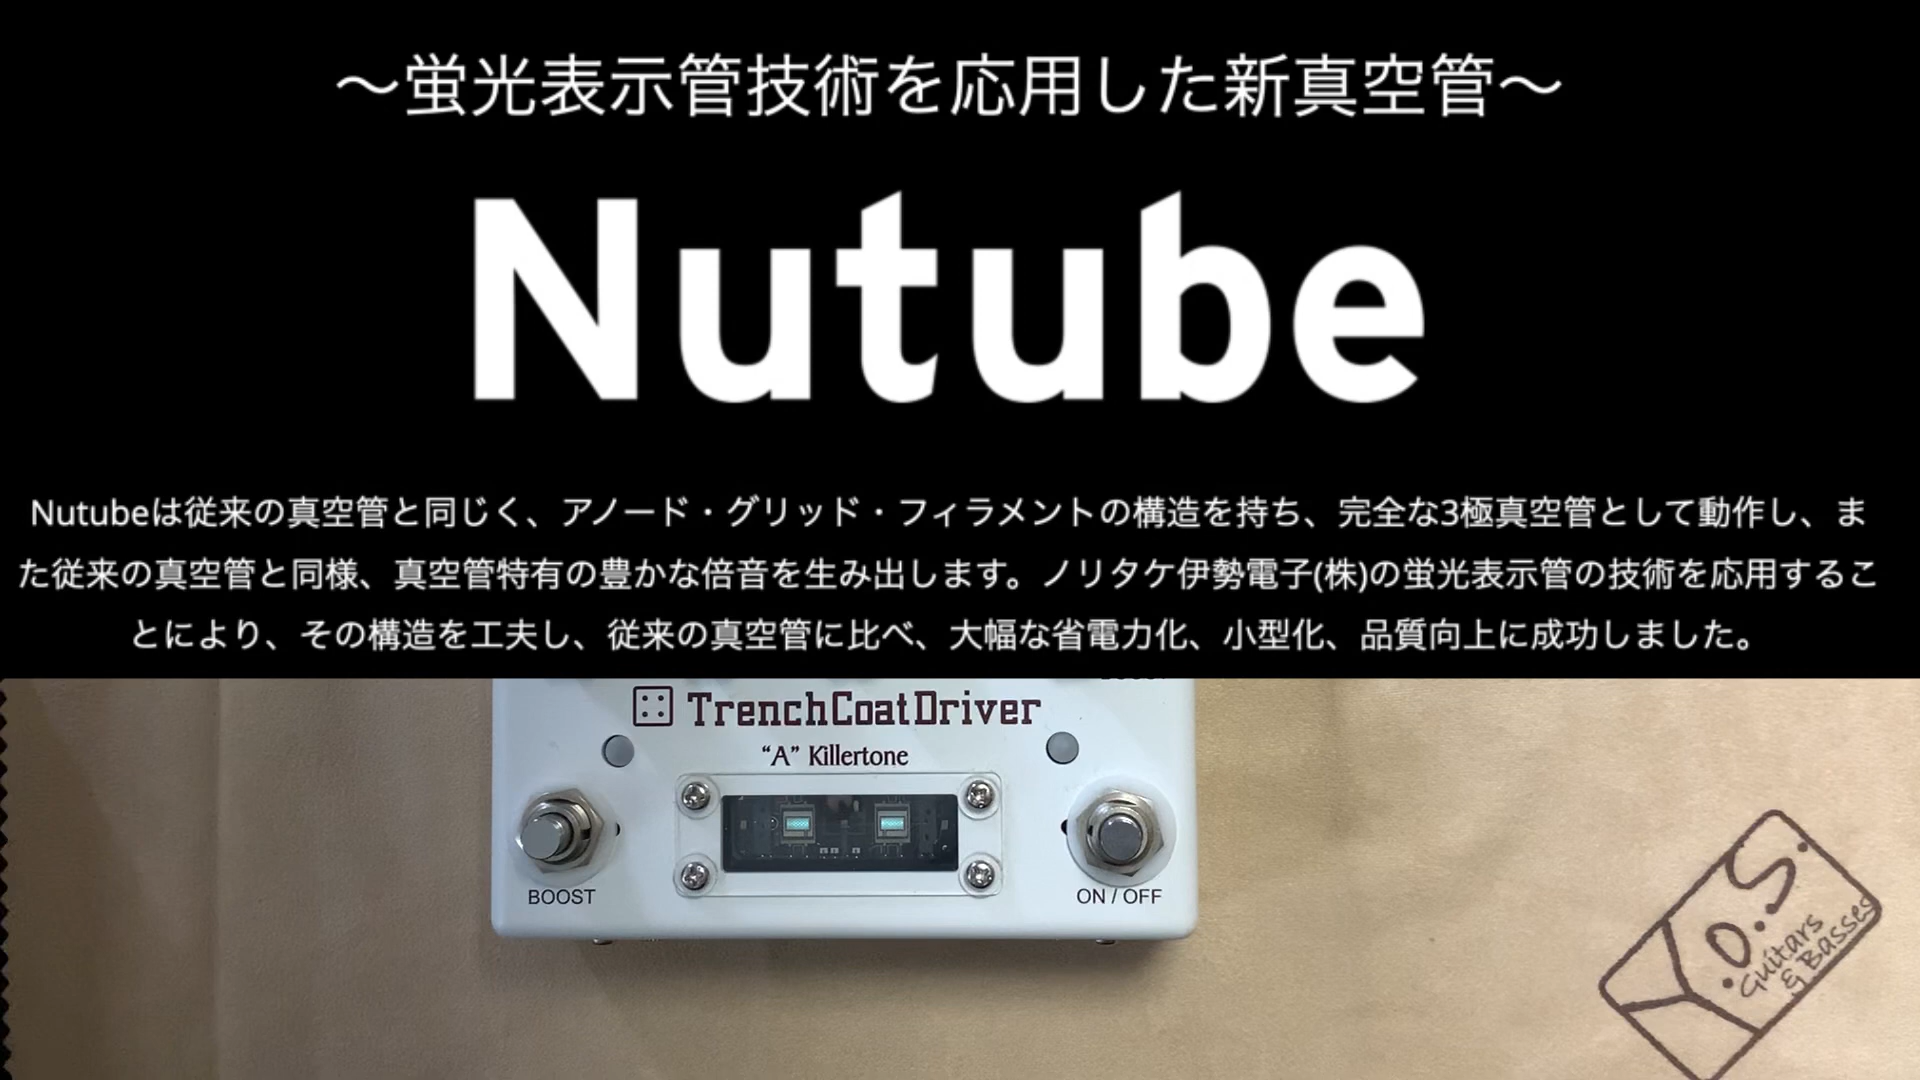 〜蛍光表示管技術を応用した新真空管〜
Nutube
Nutubeは従来の真空管と同じく、アノード・グリッド・フィラメントの構造を持ち、完全な3極真空管として動作し、ま
た従来の真空管と同様、真空管特有の豊かな倍音を生み出します。ノリタケ伊勢電子(株)の蛍光表示管の技術を応用するこ
とにより、その構造を工夫し、従来の真空管に比べ、大幅な省電力化、小型化、品質向上に成功しました。
TrenchCoatDriver
“A” Killertone
BOOST
ON / OFF
Y.O.S.
Guitars
& Basses